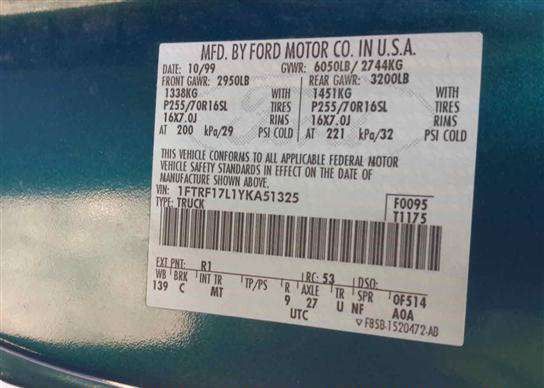 MFD. BY FORD MOTOR CO. IN U.S.A.
DATE: 10/99 GVWR: 6050LB/ 2744KG
FRONT GAWR: 2950LB REAR GAWR: 3200LB
1338KG WITH 1451KG WITH
P255/70R16SL TIRES P255/70R16SL TIRES
16X7.0J RIMS 16X7.0J RIMS
AT 200 kPa/29 PSI COLD AT 221 kPa/32 PSI COLD
THIS VEHICLE CONFORMS TO ALL APPLICABLE FEDERAL MOTOR
VEHICLE SAFETY STANDARDS IN EFFECT ON THE DATE OF
MANUFACTURE SHOWN ABOVE.
VIN: 1FTRF17L1YKA51325 F0095
TYPE: TRUCK T1175
EXT PNT: R1 RC: 53 DSO:
WB BRK INT TR TP/PS R AXLE TR SPR 0F514
139 C MT 9 27 U NF A0A
UTC F8SB-1520472-AB